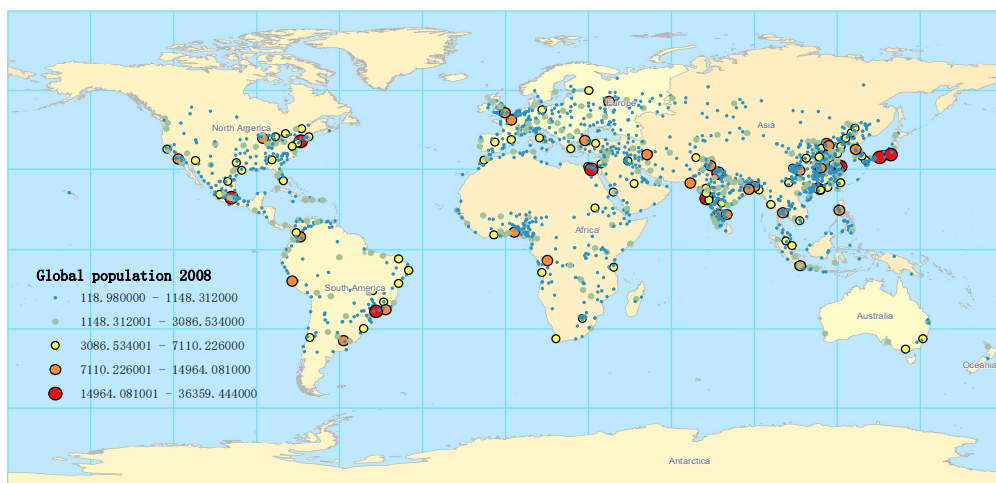 North America
Europe
Asia
Africa
South America
Australia
Oceania
Antarctica
Global population 2008
118.980000 - 1148.312000
1148.312001 - 3086.534000
3086.534001 - 7110.226000
7110.226001 - 14964.081000
14964.081001 - 36359.444000